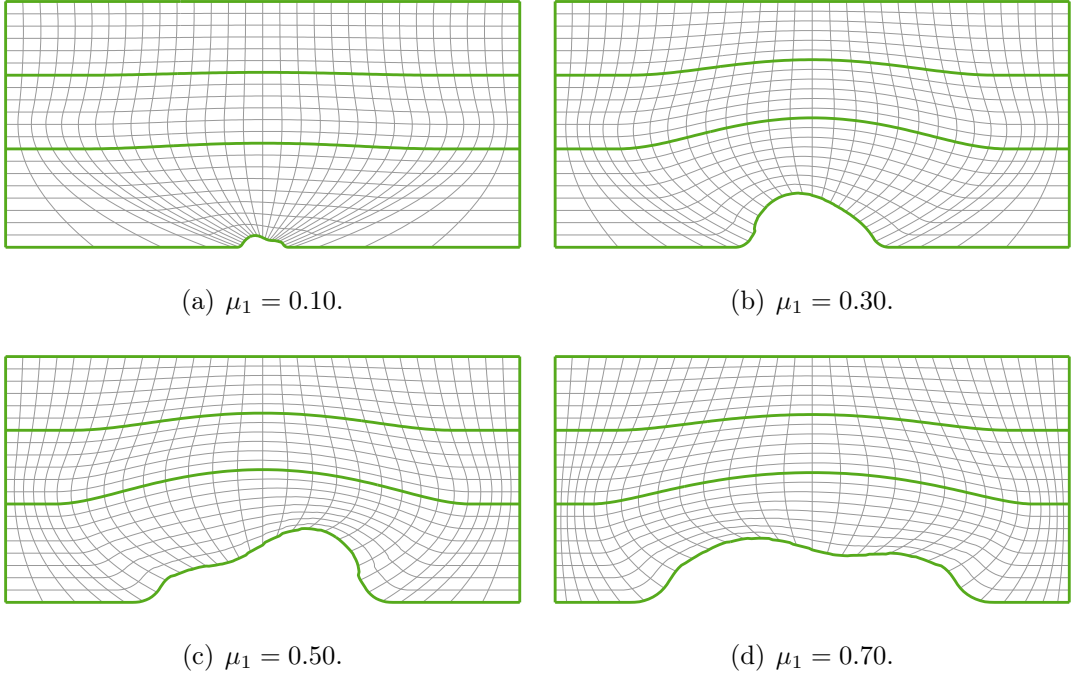 (a) μ₁ = 0.10.
(b) μ₁ = 0.30.
(c) μ₁ = 0.50.
(d) μ₁ = 0.70.